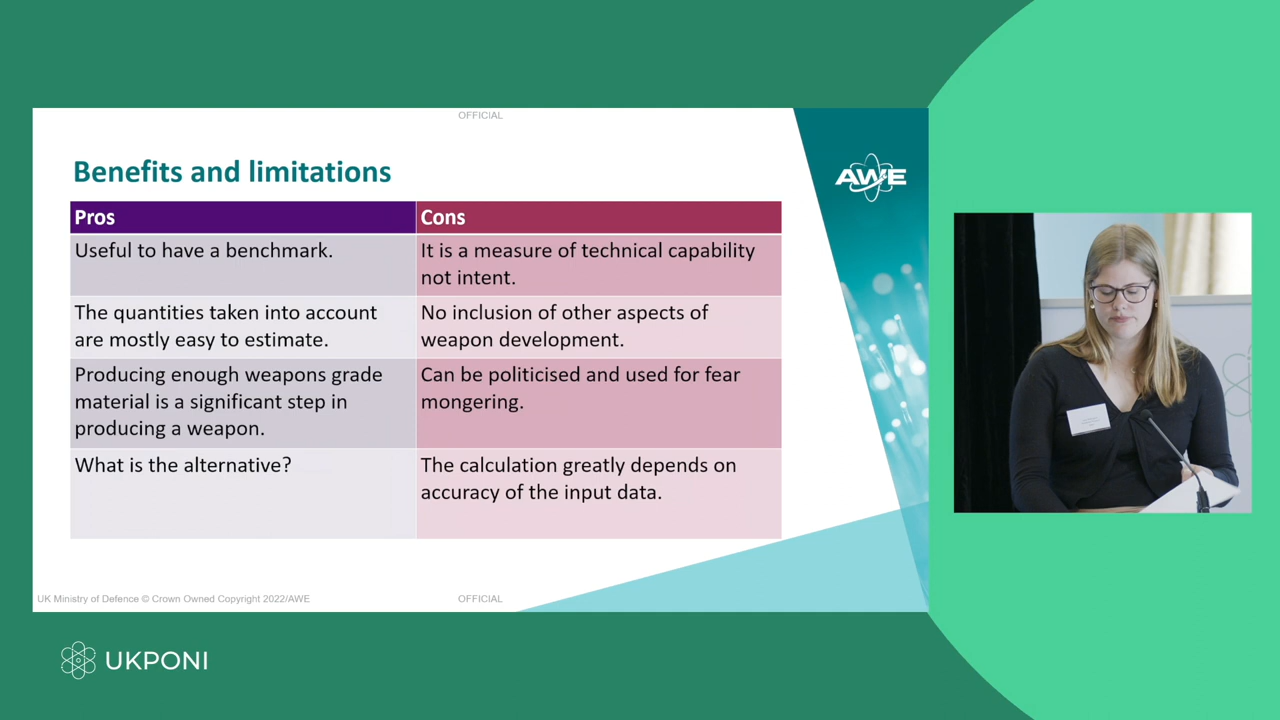 OFFICIAL
Benefits and limitations
AWE
Pros
Cons
Useful to have a benchmark.
It is a measure of technical capability
not intent.
The quantities taken into account
are mostly easy to estimate.
No inclusion of other aspects of
weapon development.
Producing enough weapons grade
material is a significant step in
producing a weapon.
Can be politicised and used for fear
mongering.
What is the alternative?
The calculation greatly depends on
accuracy of the input data.
UK Ministry of Defence © Crown Owned Copyright 2022/AWE
OFFICIAL
UKPONI